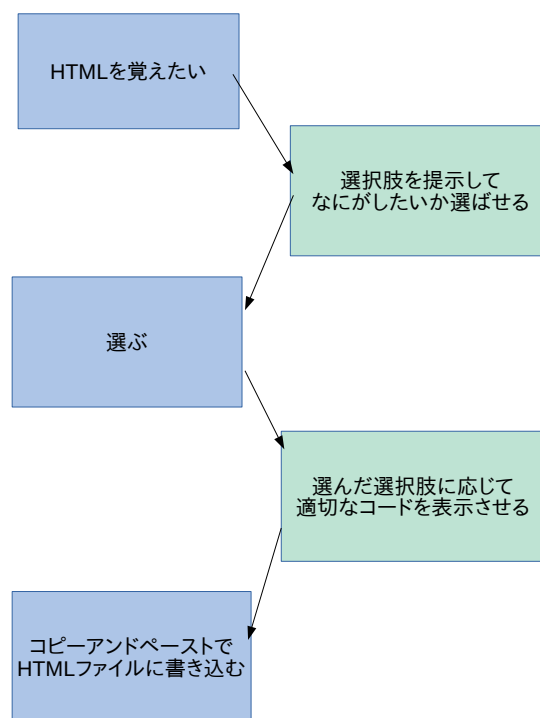 HTMLを覚えたい
選択肢を提示して
なにがしたいか選ばせる
選ぶ
選んだ選択肢に応じて
適切なコードを表示させる
コピーアンドペーストで
HTMLファイルに書き込む